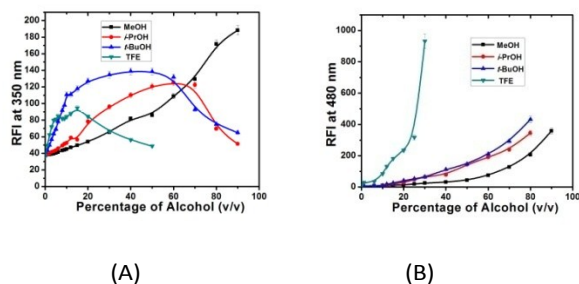 (A)
200
180
160
140
120
100
80
60
40
20
0
RFI at 350 nm
MeOH
i-PrOH
t-BuOH
TFE
0 20 40 60 80 100
Percentage of Alcohol (v/v)
(B)
1000
800
600
400
200
0
RFI at 480 nm
MeOH
i-PrOH
t-BuOH
TFE
0 20 40 60 80 100
Percentage of Alcohol (v/v)
(A) (B)